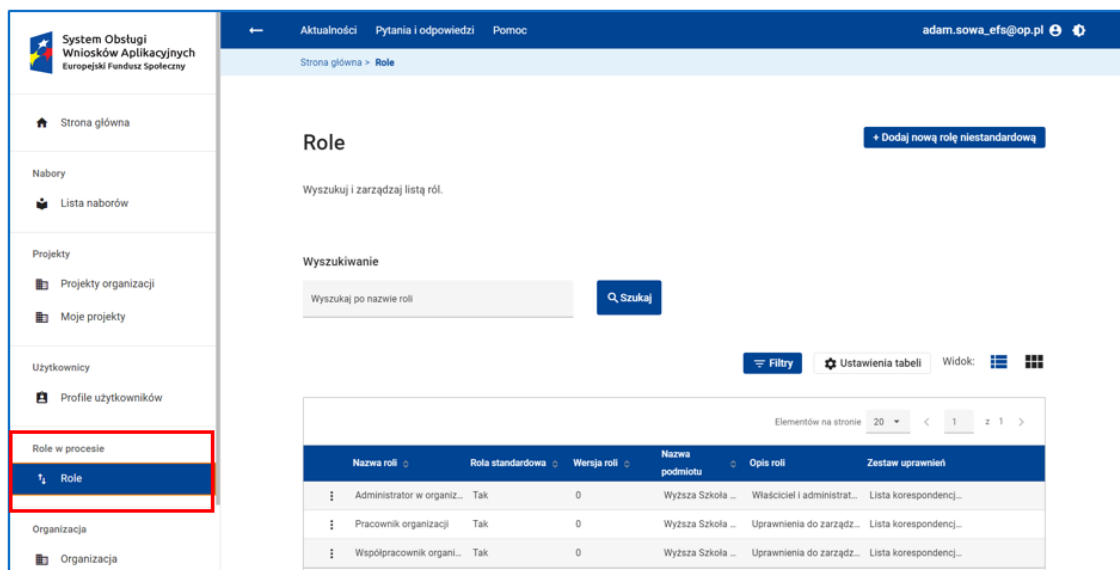 System Obsługi
Wniosków Aplikacyjnych
Europejski Fundusz Społeczny
Strona główna
Nabory
Lista naborów
Projekty
Projekty organizacji
Moje projekty
Użytkownicy
Profile użytkowników
Role w procesie
Role
Organizacja
Organizacja
Aktualności Pytania i odpowiedzi Pomoc adam.sowa_efs@op.pl
Strona główna > Role
Role
+ Dodaj nową rolę niestandardową
Wyszukuj i zarządzaj listą ról.
Wyszukiwanie
Wyszukaj po nazwie roli
Szukaj
Filtry Ustawienia tabeli Widok:
Elementów na stronie 20 < 1 z 1 >
Nazwa roli Rola standardowa Wersja roli Nazwa podmiotu Opis roli Zestaw uprawnień
Administrator w organiz... Tak 0 Wyższa Szkoła ... Właściciel i administrat... Lista korespondencj...
Pracownik organizacji Tak 0 Wyższa Szkoła ... Uprawnienia do zarządz... Lista korespondencj...
Współpracownik organi... Tak 0 Wyższa Szkoła ... Uprawnienia do zarządz... Lista korespondencj...